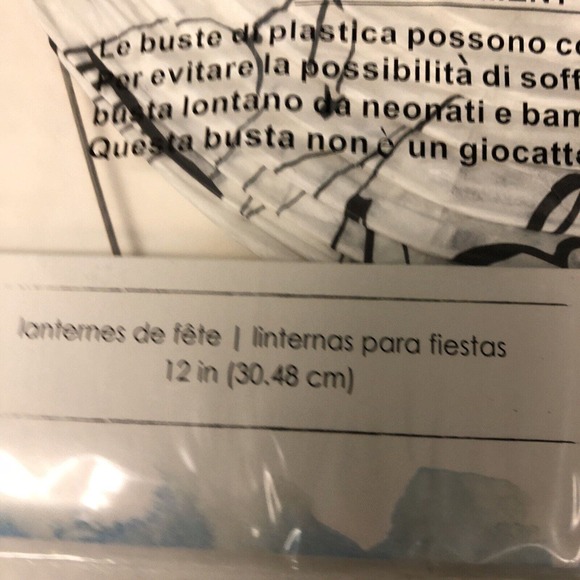 Le buste di plastica possono
Per evitare la possibilità di
busta lontano da neonati e
Questa busta non è un
lanternes de fête | linternas para fiestas
12 in (30.48 cm)